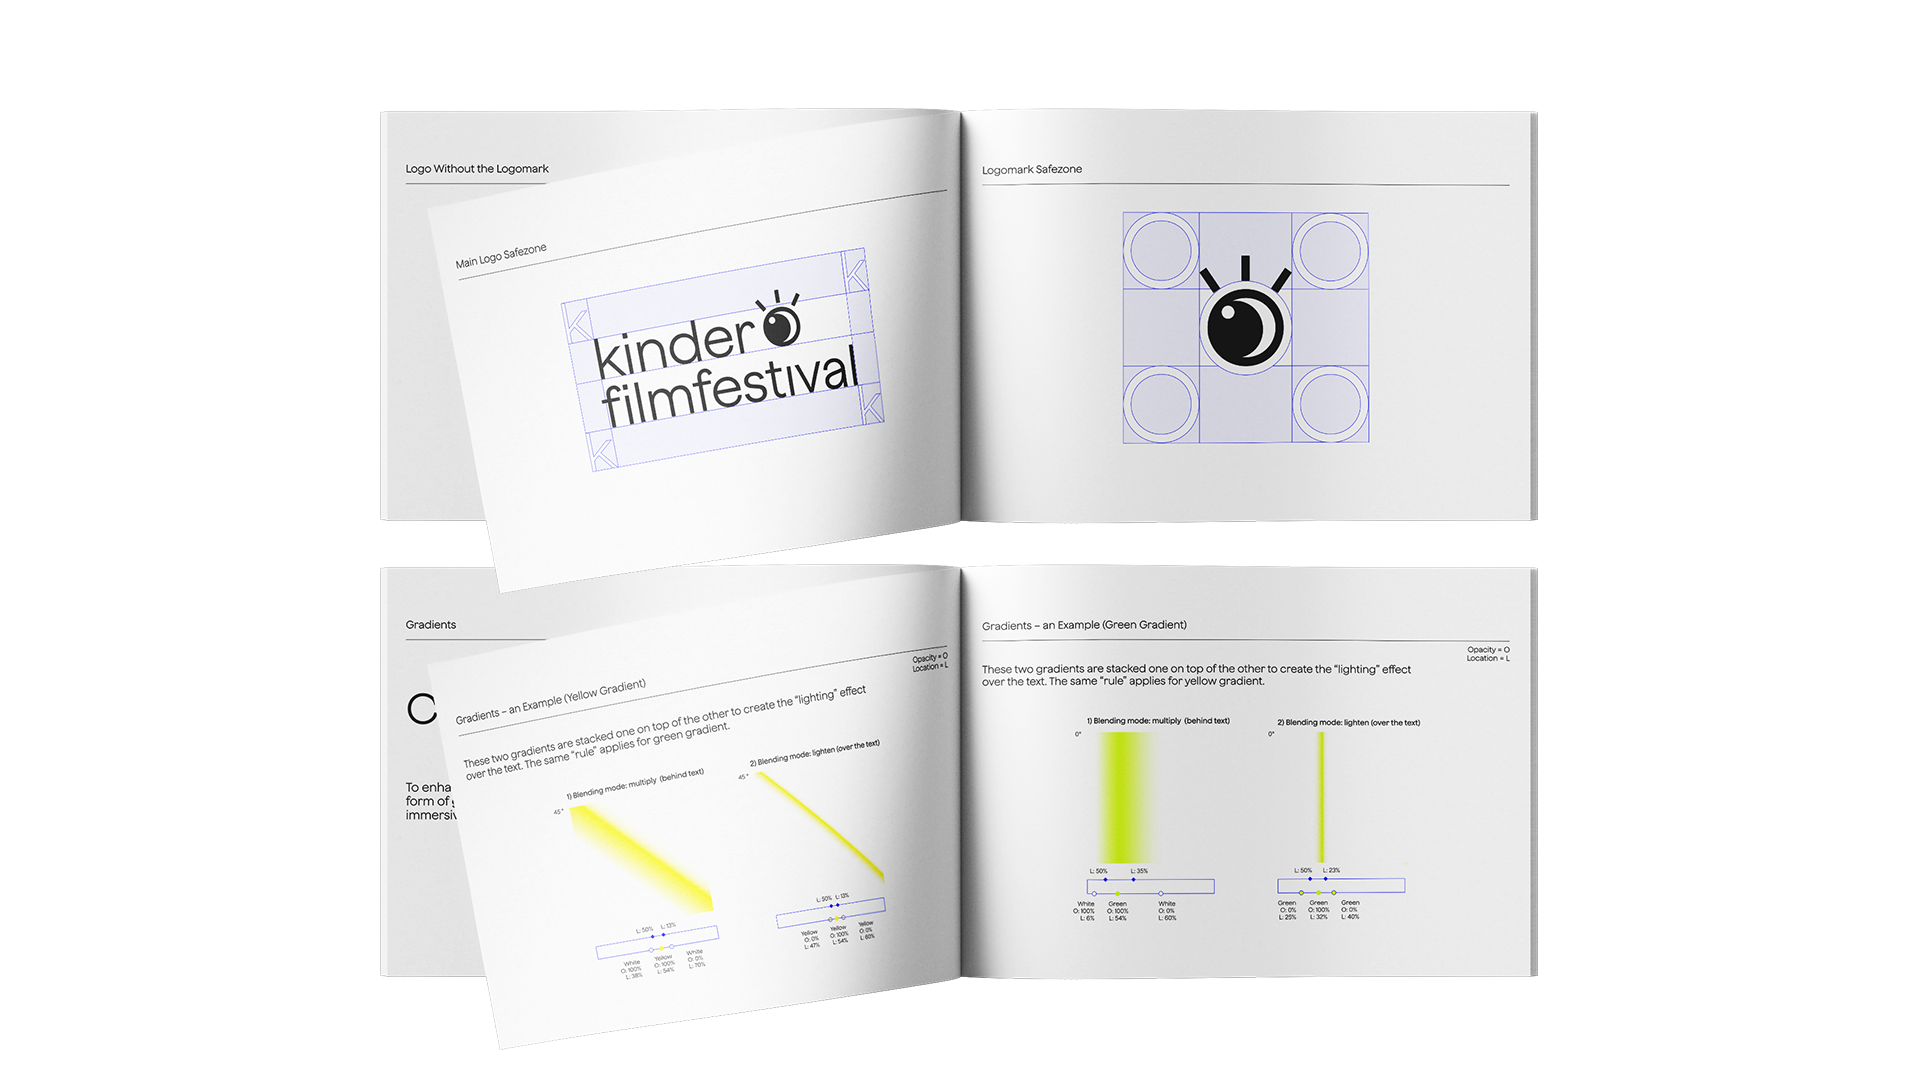 Logo Without the Logomark
Main Logo Safezone
kinder
filmfestival
Logomark Safezone
Gradients
To enha
form of
immersiv
Gradients – an Example (Yellow Gradient)
Opacity = O
Location = L
These two gradients are stacked one on top of the other to create the “lighting” effect
over the text. The same “rule” applies for green gradient.
1) Blending mode: multiply (behind text)
45°
L: 50% L: 13%
White Yellow White
O: 100% O: 100% O: 0%
L: 38% L: 54% L: 70%
2) Blending mode: lighten (over the text)
45°
L: 50% L: 13%
Yellow Yellow Yellow
O: 0% O: 100% O: 0%
L: 47% L: 54% L: 60%
Gradients – an Example (Green Gradient)
Opacity = O
Location = L
These two gradients are stacked one on top of the other to create the “lighting” effect
over the text. The same “rule” applies for yellow gradient.
1) Blending mode: multiply (behind text)
0°
L: 50% L: 35%
White Green White
O: 100% O: 100% O: 0%
L: 6% L: 54% L: 60%
2) Blending mode: lighten (over the text)
0°
L: 50% L: 23%
Green Green Green
O: 0% O: 100% O: 0%
L: 25% L: 32% L: 40%